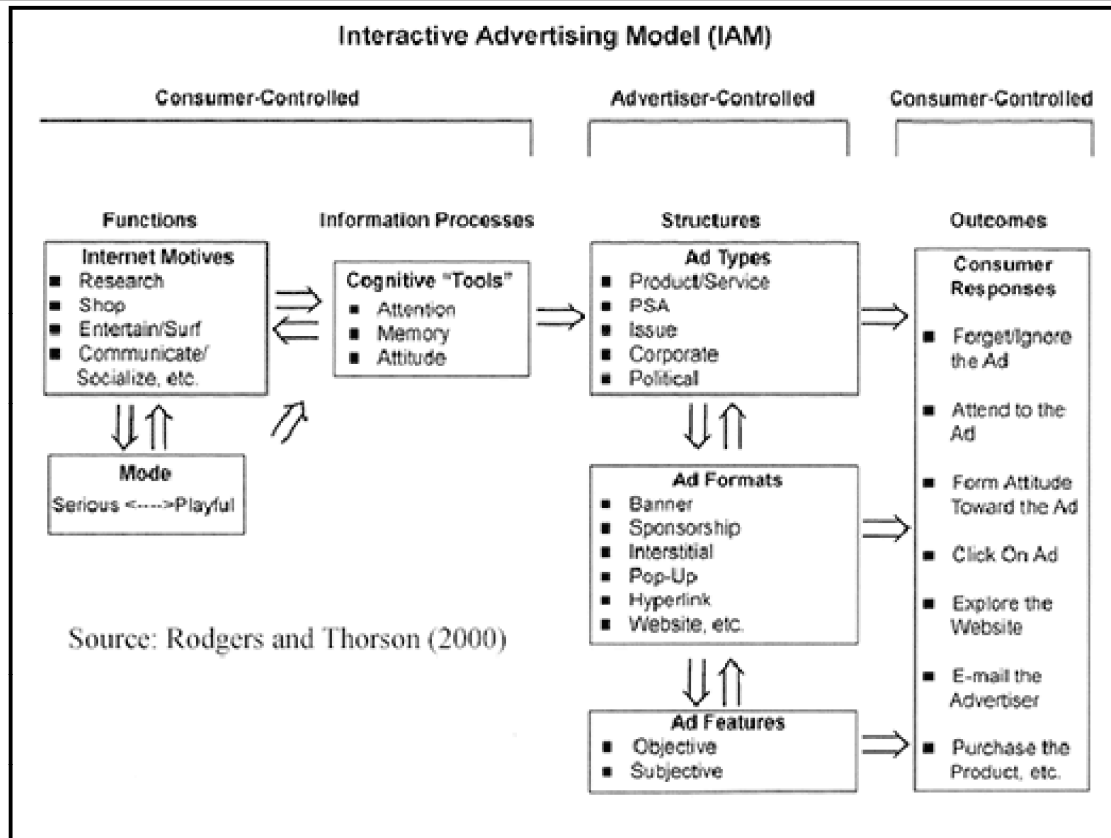 Interactive Advertising Model (IAM)
Consumer-Controlled
Advertiser-Controlled
Consumer-Controlled
Functions
Internet Motives
■ Research
■ Shop
■ Entertain/Surf
■ Communicate/
Socialize, etc.
Mode
Serious <---->Playful
Information Processes
Cognitive "Tools"
■ Attention
■ Memory
■ Attitude
Structures
Ad Types
■ Product/Service
■ PSA
■ Issue
■ Corporate
■ Political
Ad Formats
■ Banner
■ Sponsorship
■ Interstitial
■ Pop-Up
■ Hyperlink
■ Website, etc.
Ad Features
■ Objective
■ Subjective
Outcomes
Consumer
Responses
■ Forget/Ignore
the Ad
■ Attend to the
Ad
■ Form Attitude
Toward the Ad
■ Click On Ad
■ Explore the
Website
■ E-mail the
Advertiser
■ Purchase the
Product, etc.
Source: Rodgers and Thorson (2000)